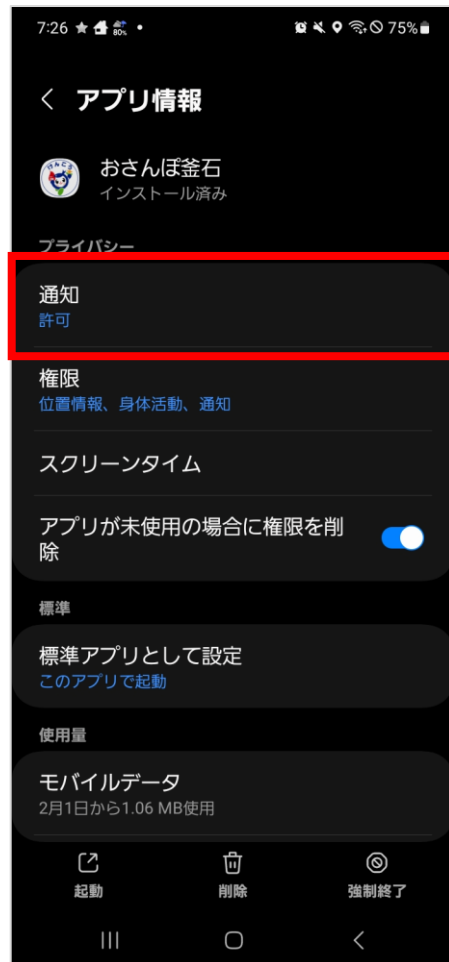 7:26 80% 75%
アプリ情報
けんこう
おさんぽ釜石
インストール済み
プライバシー
通知
許可
権限
位置情報、身体活動、通知
スクリーンタイム
アプリが未使用の場合に権限を削
除
標準
標準アプリとして設定
このアプリで起動
使用量
モバイルデータ
2月1日から1.06 MB使用
起動 削除 強制終了